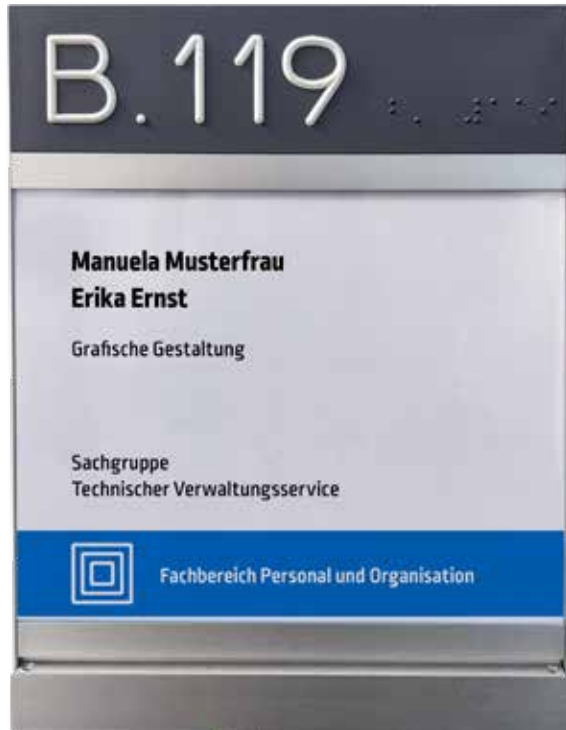 B.119
Manuela Musterfrau
Erika Ernst
Grafische Gestaltung
Sachgruppe
Technischer Verwaltungsservice
Fachbereich Personal und Organisation